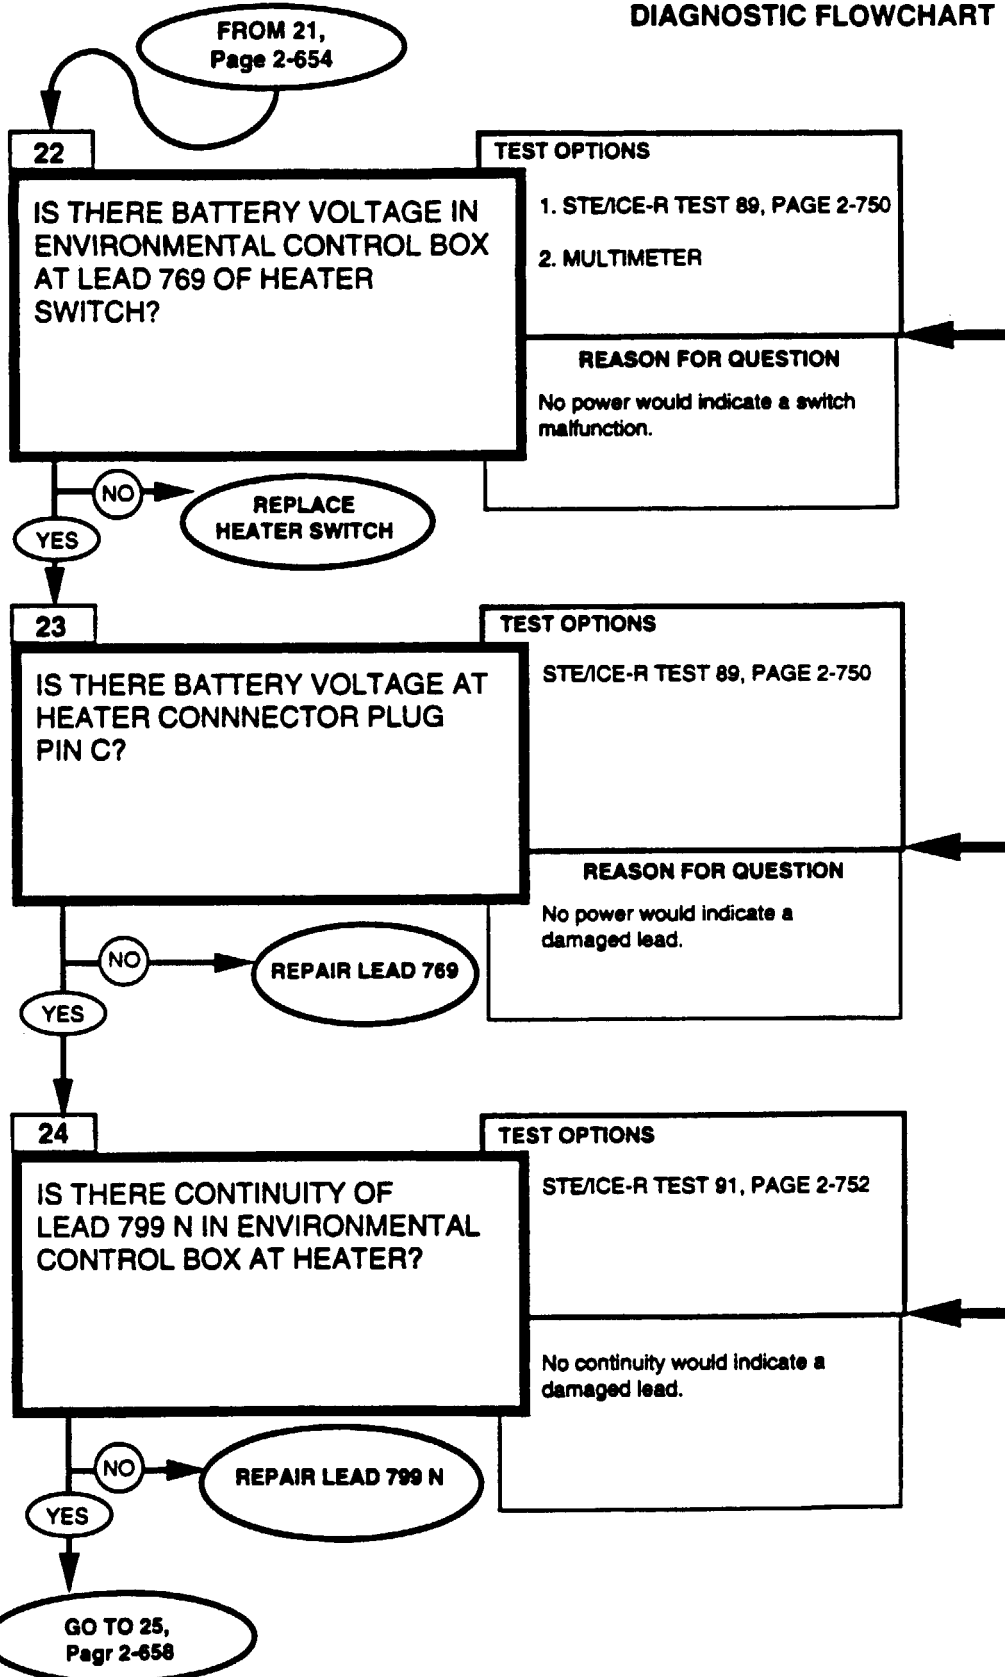 DIAGNOSTIC FLOWCHART
FROM 21,
Page 2-654
22
IS THERE BATTERY VOLTAGE IN
ENVIRONMENTAL CONTROL BOX
AT LEAD 769 OF HEATER
SWITCH?
TEST OPTIONS
1. STE/ICE-R TEST 89, PAGE 2-750
2. MULTIMETER
REASON FOR QUESTION
No power would indicate a switch
malfunction.
NO
REPLACE
HEATER SWITCH
YES
23
IS THERE BATTERY VOLTAGE AT
HEATER CONNNECTOR PLUG
PIN C?
TEST OPTIONS
STE/ICE-R TEST 89, PAGE 2-750
REASON FOR QUESTION
No power would indicate a
damaged lead.
NO
REPAIR LEAD 769
YES
24
IS THERE CONTINUITY OF
LEAD 799 N IN ENVIRONMENTAL
CONTROL BOX AT HEATER?
TEST OPTIONS
STE/ICE-R TEST 91, PAGE 2-752
No continuity would indicate a
damaged lead.
NO
REPAIR LEAD 799 N
YES
GO TO 25,
Pagr 2-658